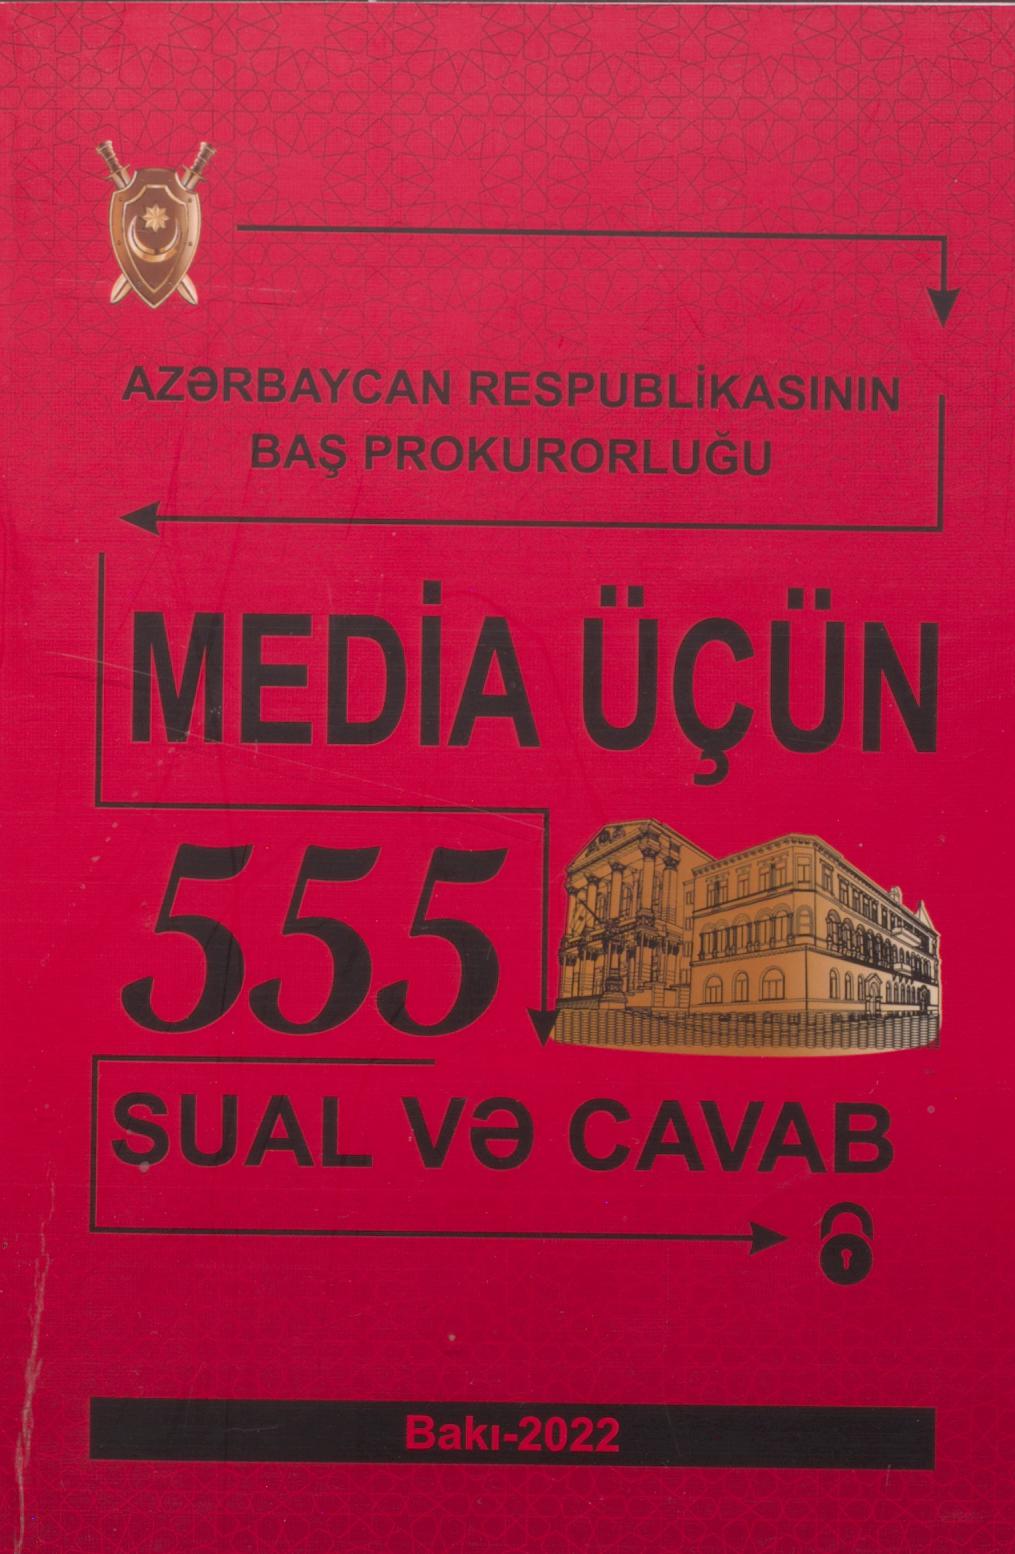 AZƏRBAYCAN RESPUBLİKASININ
BAŞ PROKURORLUĞU
MEDİA ÜÇÜN
555
SUAL VƏ CAVAB
Bakı-2022